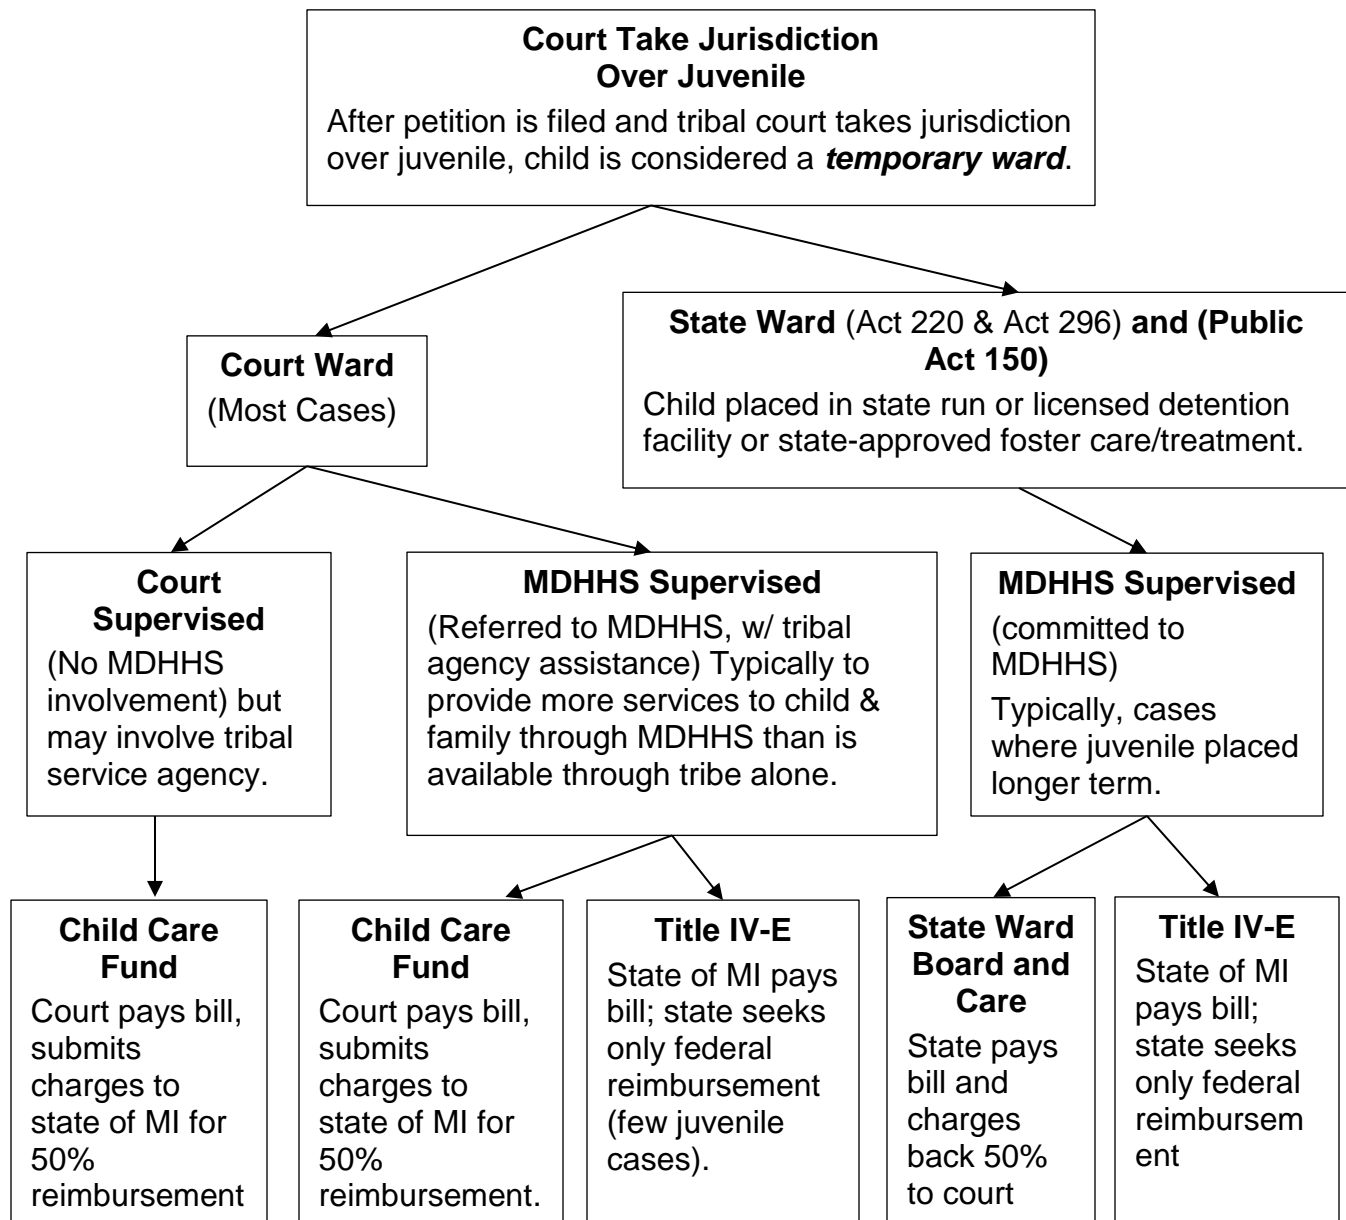 Court Take Jurisdiction
Over Juvenile
After petition is filed and tribal court takes jurisdiction
over juvenile, child is considered a temporary ward.
Court Ward
(Most Cases)
State Ward (Act 220 & Act 296) and (Public
Act 150)
Child placed in state run or licensed detention
facility or state-approved foster care/treatment.
Court
Supervised
(No MDHHS
involvement) but
may involve tribal
service agency.
MDHHS Supervised
(Referred to MDHHS, w/ tribal
agency assistance) Typically to
provide more services to child &
family through MDHHS than is
available through tribe alone.
MDHHS Supervised
(committed to
MDHHS)
Typically, cases
where juvenile placed
longer term.
Child Care
Fund
Court pays bill,
submits
charges to
state of MI for
50%
reimbursement
Child Care
Fund
Court pays bill,
submits
charges to
state of MI for
50%
reimbursement.
Title IV-E
State of MI pays
bill; state seeks
only federal
reimbursement
(few juvenile
cases).
State Ward
Board and
Care
State pays
bill and
charges
back 50%
to court
Title IV-E
State of MI
pays bill;
state seeks
only federal
reimbursem
ent